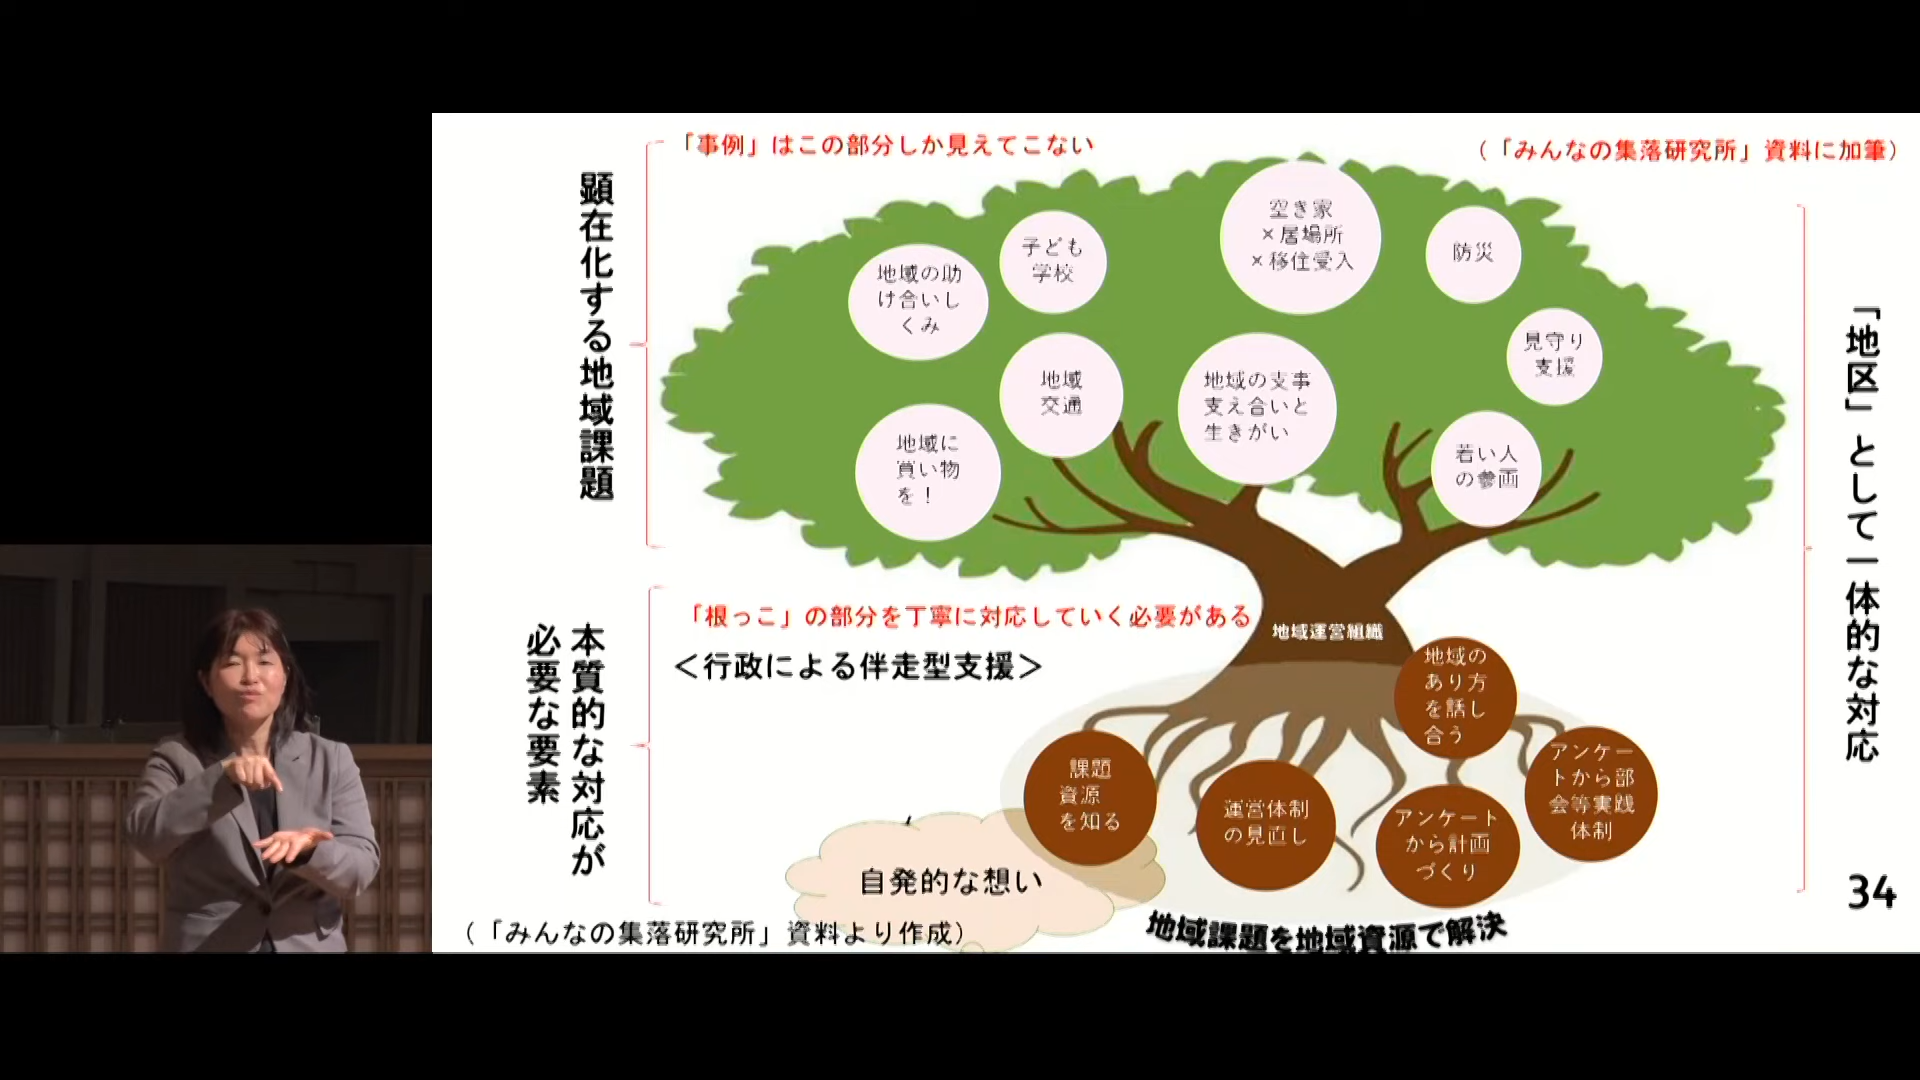 「事例」はこの部分しか見えてこない
（「みんなの集落研究所」資料に加筆）
顕在化する地域課題
地域の助
け合いし
くみ
子ども
学校
空き家
×居場所
×移住受入
防災
見守り
支援
地域
交通
地域の支事
支え合いと
生きがい
地域に
買い物
を！
若い人
の参画
「地区」として一体的な対応
本質的な対応が
必要な要素
「根っこ」の部分を丁寧に対応していく必要がある
＜行政による伴走型支援＞
地域運営組織
地域の
あり方
を話し
合う
課題
資源
を知る
運営体制
の見直し
アンケート
から計画
づくり
アンケー
トから部
会等実践
体制
自発的な想い
地域課題を地域資源で解決
（「みんなの集落研究所」資料より作成）
34